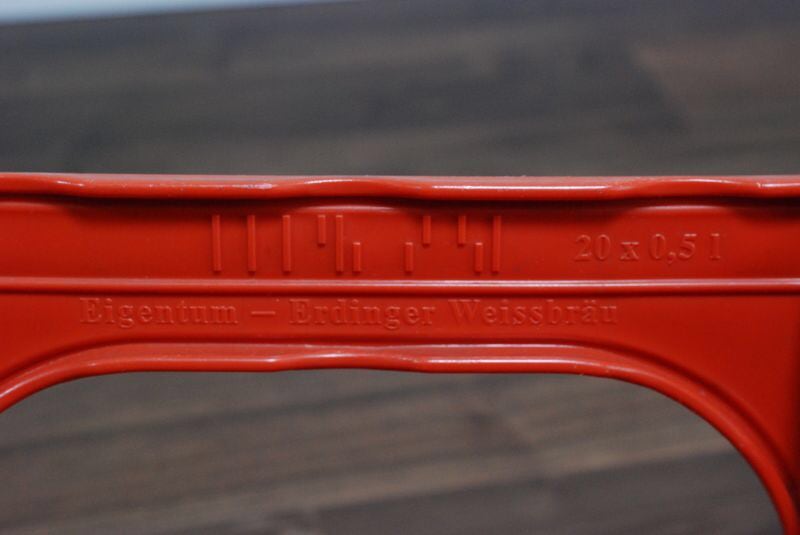 20 x 0,5 l
Eigentum – Erdinger Weissbräu